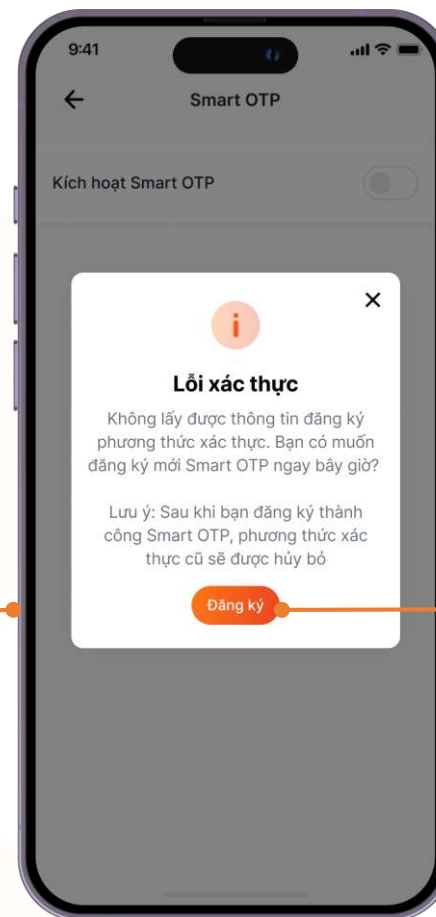 9:41
Smart OTP
Kích hoạt Smart OTP
Lỗi xác thực
Không lấy được thông tin đăng ký
phương thức xác thực. Bạn có muốn
đăng ký mới Smart OTP ngay bây giờ?
Lưu ý: Sau khi bạn đăng ký thành
công Smart OTP, phương thức xác
thực cũ sẽ được hủy bỏ
Đăng ký